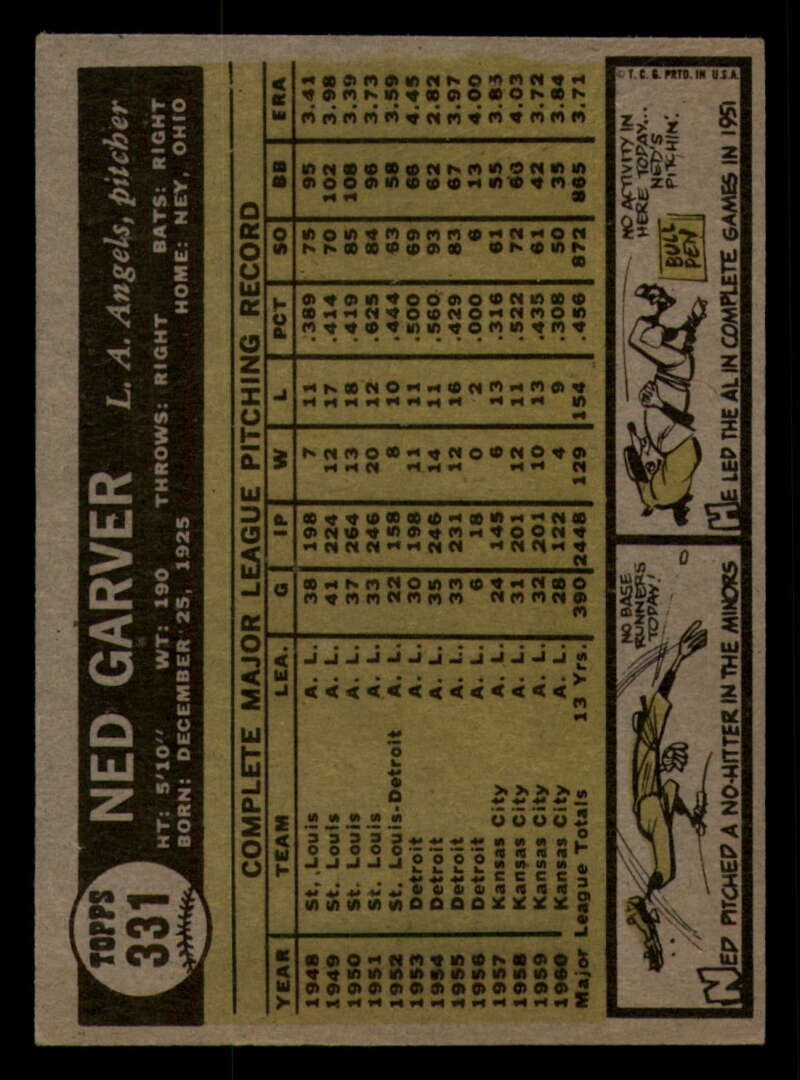 TOPPS
331
NED GARVER L. A. Angels, pitcher
HT: 5'10" WT: 190 THROWS: RIGHT BATS: RIGHT
BORN: DECEMBER 25, 1925 HOME: NEY, OHIO
COMPLETE MAJOR LEAGUE PITCHING RECORD
YEAR TEAM LEA. G IP W L PCT SO BB ERA
1948 St. Louis A. L. 38 198 7 11 .389 75 95 3.41
1949 St. Louis A. L. 41 224 12 17 .414 70 102 3.98
1950 St. Louis A. L. 37 264 13 18 .419 85 108 3.39
1951 St. Louis A. L. 33 246 20 12 .625 84 96 3.73
1952 St. Louis-Detroit A. L. 22 158 8 10 .444 63 58 3.59
1953 Detroit A. L. 30 198 11 11 .500 69 66 4.45
1954 Detroit A. L. 35 246 14 11 .560 93 62 2.82
1955 Detroit A. L. 33 231 12 16 .429 83 67 3.97
1956 Detroit A. L. 6 18 0 2 .000 6 13 4.00
1957 Kansas City A. L. 24 145 6 13 .316 61 55 3.83
1958 Kansas City A. L. 31 201 12 11 .522 72 66 4.03
1959 Kansas City A. L. 32 201 10 13 .435 61 42 3.72
1960 Kansas City A. L. 28 122 4 9 .308 50 35 3.84
Major League Totals 13 Yrs. 390 2448 129 154 .456 872 865 3.71
NO BASE
RUNNERS
TODAY!
NED PITCHED A NO-HITTER IN THE MINORS
© T. C. G. PRTD. IN U.S.A.
NO ACTIVITY IN
HERE TODAY...
NED'S
PITCHIN'.
BULL
PEN
HE LED THE AL IN COMPLETE GAMES IN 1951